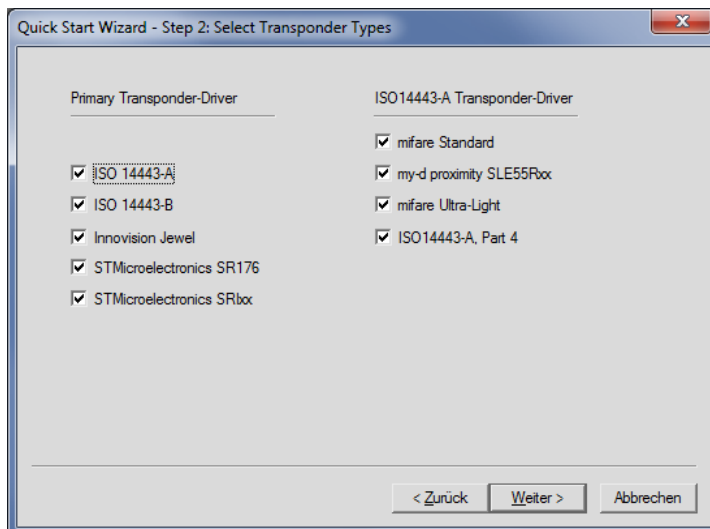 Quick Start Wizard - Step 2: Select Transponder Types
Primary Transponder-Driver
ISO 14443-A
ISO 14443-B
Innovision Jewel
STMicroelectronics SR176
STMicroelectronics SRIxx
ISO14443-A Transponder-Driver
mifare Standard
my-d proximity SLE55Rxx
mifare Ultra-Light
ISO14443-A, Part 4
< Zurück
Weiter >
Abbrechen